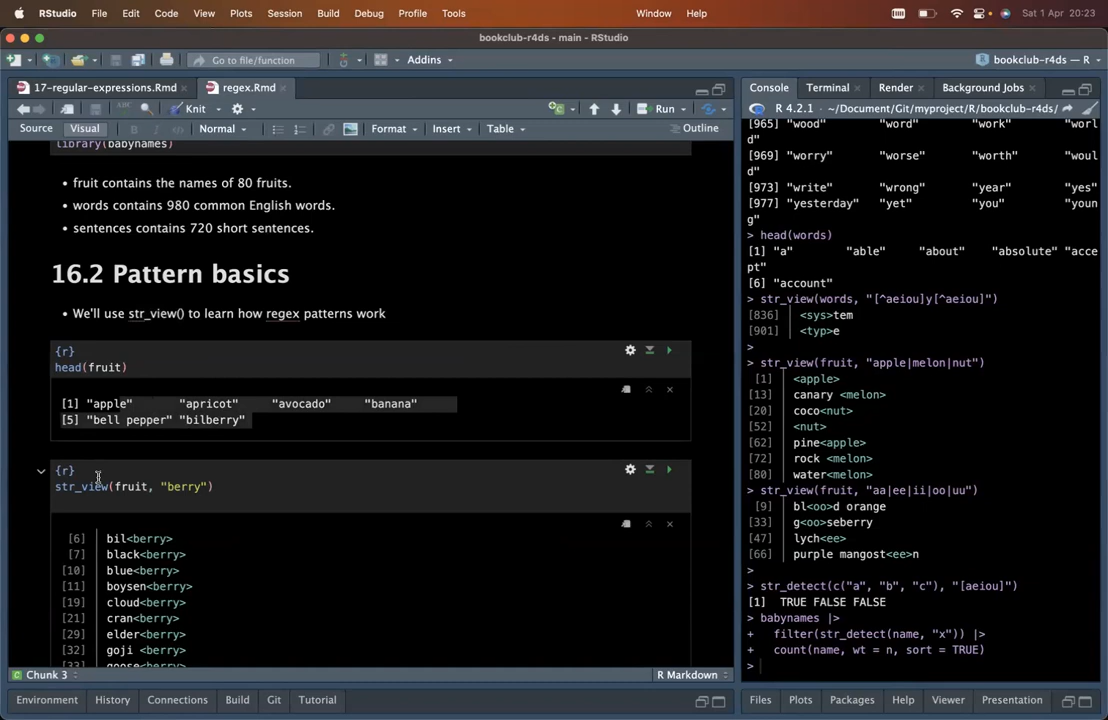 RStudio File Edit Code View Plots Session Build Debug Profile Tools Window Help Sat 1 Apr 20:23
bookclub-r4ds - main - RStudio
Go to file/function Addins bookclub-r4ds — R
17-regular-expressions.Rmd regex.Rmd
Knit Run
Source Visual B I Normal Format Insert Table Outline
library(babynames)
• fruit contains the names of 80 fruits.
• words contains 980 common English words.
• sentences contains 720 short sentences.
16.2 Pattern basics
• We'll use str_view() to learn how regex patterns work
{r}
head(fruit)
[1] "apple" "apricot" "avocado" "banana"
[5] "bell pepper" "bilberry"
{r}
str_view(fruit, "berry")
[6] │ bil<berry>
[7] │ black<berry>
[10] │ blue<berry>
[11] │ boysen<berry>
[19] │ cloud<berry>
[21] │ cran<berry>
[29] │ elder<berry>
[32] │ goji <berry>
[33] │ goose<berry>
Chunk 3 R Markdown
Environment History Connections Build Git Tutorial
Console Terminal Render Background Jobs
R 4.2.1 · ~/Document/Git/myproject/R/bookclub-r4ds/
[965] "wood" "word" "work" "worl
d"
[969] "worry" "worse" "worth" "woul
d"
[973] "write" "wrong" "year" "yes"
[977] "yesterday" "yet" "you" "youn
g"
> head(words)
[1] "a" "able" "about" "absolute" "acce
pt"
[6] "account"
> str_view(words, "[^aeiou]y[^aeiou]")
[836] │ <sys>tem
[901] │ <typ>e
>
> str_view(fruit, "apple|melon|nut")
[1] │ <apple>
[13] │ canary <melon>
[20] │ coco<nut>
[52] │ <nut>
[62] │ pine<apple>
[72] │ rock <melon>
[80] │ water<melon>
> str_view(fruit, "aa|ee|ii|oo|uu")
[9] │ bl<oo>d orange
[33] │ g<oo>seberry
[47] │ lych<ee>
[66] │ purple mangost<ee>n
>
> str_detect(c("a", "b", "c"), "[aeiou]")
[1] TRUE FALSE FALSE
> babynames |>
+ filter(str_detect(name, "x")) |>
+ count(name, wt = n, sort = TRUE)
>
Files Plots Packages Help Viewer Presentation